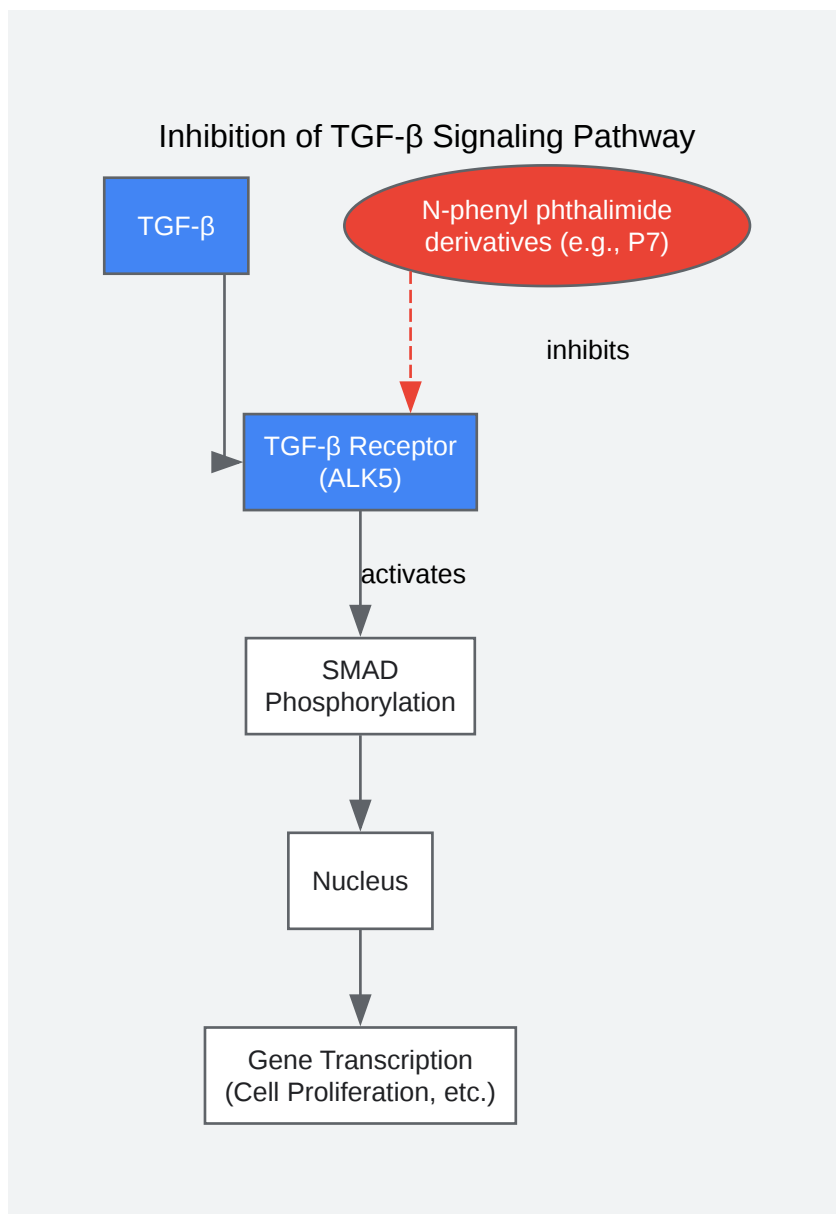 Inhibition of TGF-β Signaling Pathway
TGF-β
N-phenyl phthalimide
derivatives (e.g., P7)
inhibits
TGF-β Receptor
(ALK5)
activates
SMAD
Phosphorylation
Nucleus
Gene Transcription
(Cell Proliferation, etc.)